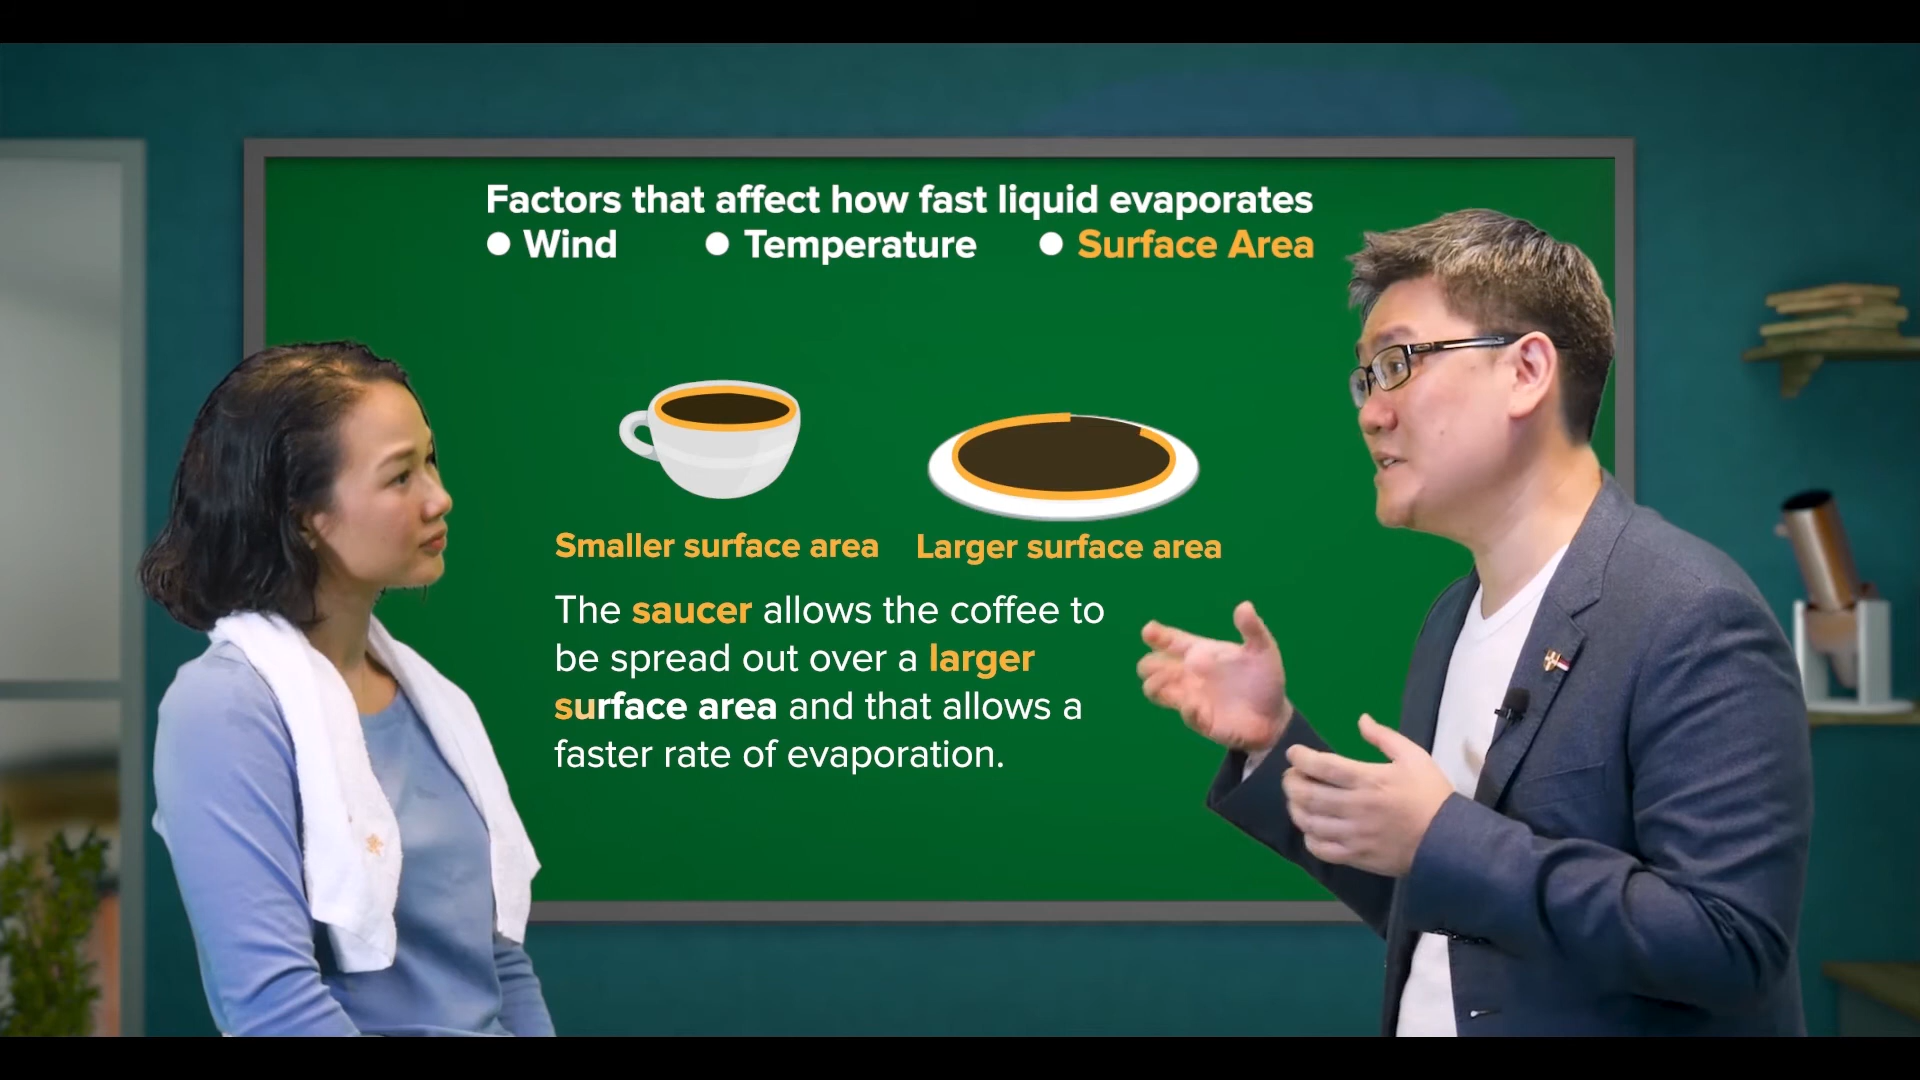 Factors that affect how fast liquid evaporates
Wind Temperature Surface Area
Smaller surface area Larger surface area
The saucer allows the coffee to
be spread out over a larger
surface area and that allows a
faster rate of evaporation.